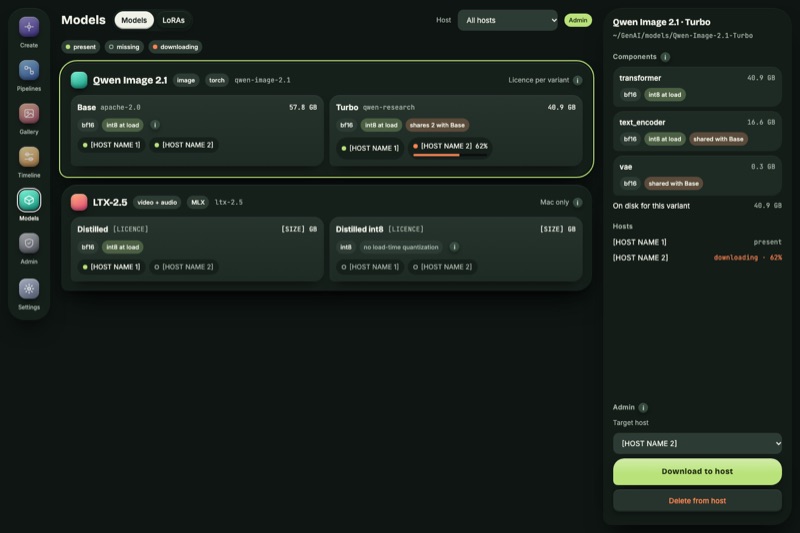 Create
Pipelines
Gallery
Timeline
Models
Admin
Settings
Models Models LoRAs
Host All hosts Admin
present missing downloading
Qwen Image 2.1 image torch qwen-image-2.1 Licence per variant i
Base apache-2.0 57.8 GB
bf16 int8 at load i
[HOST NAME 1] [HOST NAME 2]
Turbo qwen-research 40.9 GB
bf16 int8 at load shares 2 with Base
[HOST NAME 1] [HOST NAME 2] 62%
LTX-2.5 video + audio MLX ltx-2.5 Mac only i
Distilled [LICENCE] [SIZE] GB
bf16 int8 at load
[HOST NAME 1] [HOST NAME 2]
Distilled int8 [LICENCE] [SIZE] GB
int8 no load-time quantization i
[HOST NAME 1] [HOST NAME 2]
Qwen Image 2.1 · Turbo
~/GenAI/models/Qwen-Image-2.1-Turbo
Components i
transformer 40.9 GB
bf16 int8 at load
text_encoder 16.6 GB
bf16 int8 at load shared with Base
vae 0.3 GB
bf16 shared with Base
On disk for this variant 40.9 GB
Hosts
[HOST NAME 1] present
[HOST NAME 2] downloading · 62%
Admin i
Target host
[HOST NAME 2]
Download to host
Delete from host